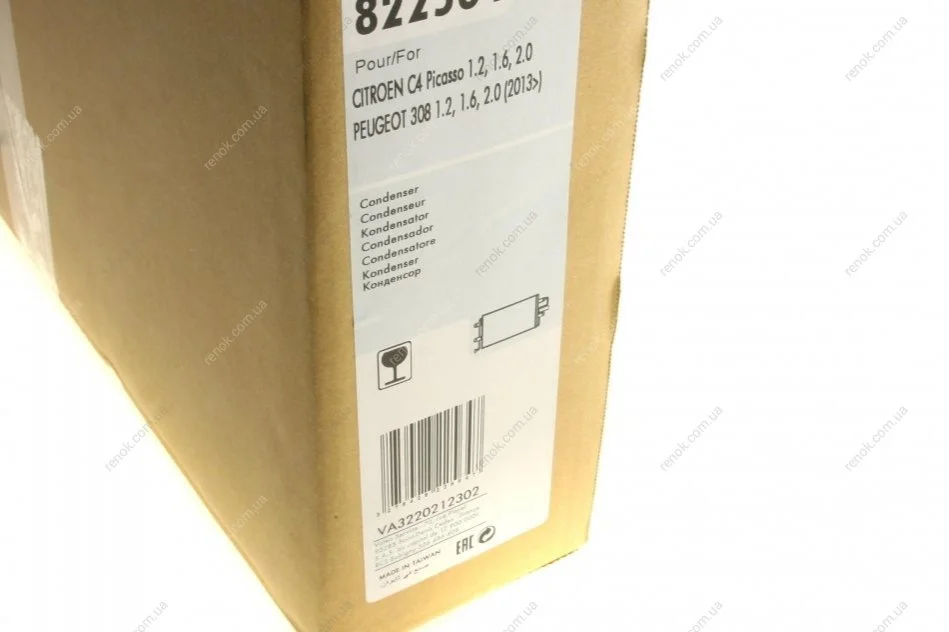 Pour/For
CITROEN C4 Picasso 1.2, 1.6, 2.0
PEUGEOT 308 1.2, 1.6, 2.0 (2013>)
Condenser
Condenseur
Kondensator
Condensador
Condensatore
Kondenser
Конденсор
VA3220212302
MADE IN TAIWAN
EAC
renok.com.ua